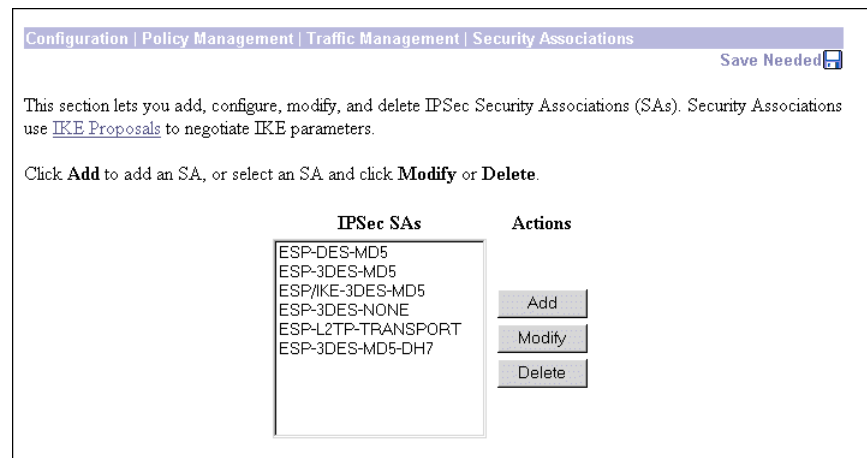 Configuration | Policy Management | Traffic Management | Security Associations
Save Needed
This section lets you add, configure, modify, and delete IPSec Security Associations (SAs). Security Associations
use IKE Proposals to negotiate IKE parameters.
Click Add to add an SA, or select an SA and click Modify or Delete.
IPSec SAs
Actions
ESP-DES-MD5
ESP-3DES-MD5
ESP/IKE-3DES-MD5
ESP-3DES-NONE
ESP-L2TP-TRANSPORT
ESP-3DES-MD5-DH7
Add
Modify
Delete